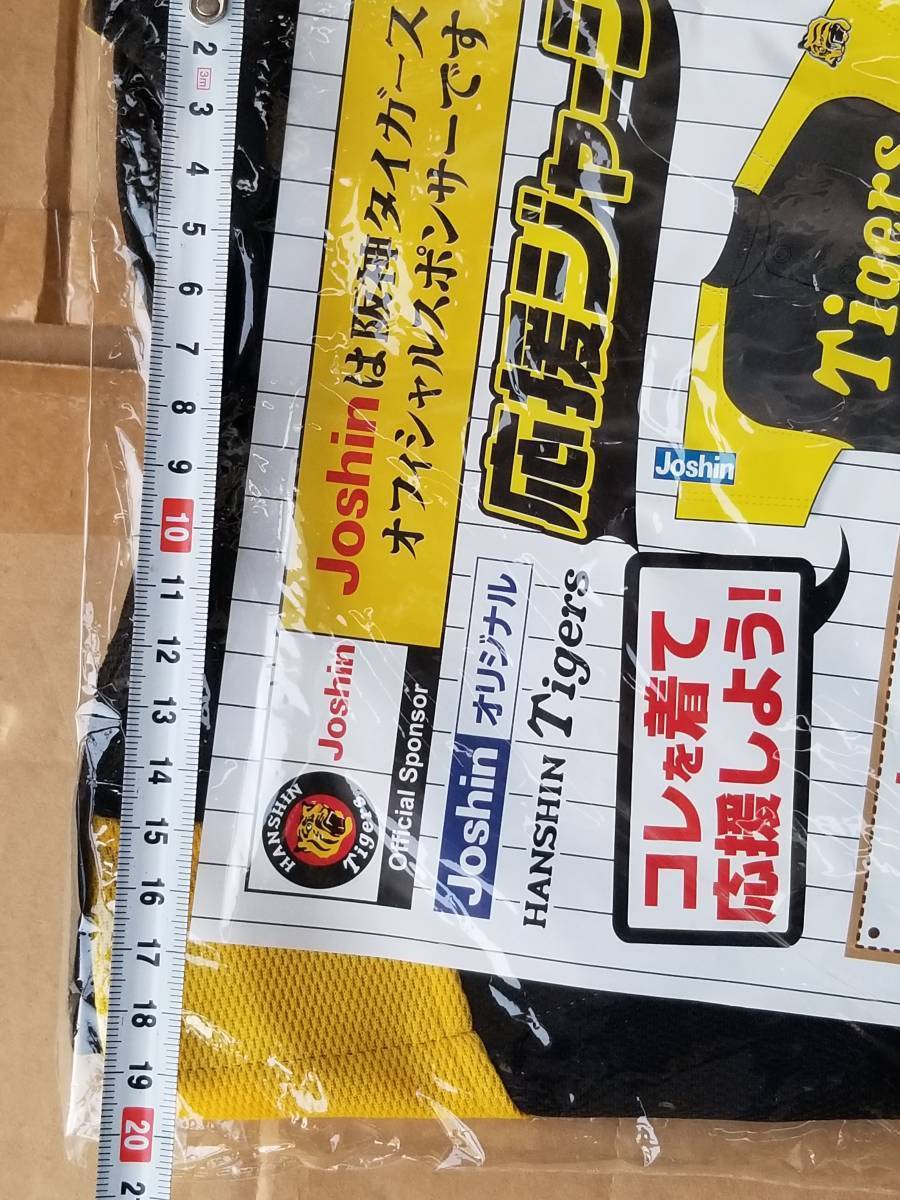 Joshinは阪神タイガース
オフィシャルスポンサーです
HANSHIN
Tigers
Joshin
Official Sponsor
Joshin オリジナル
HANSHIN Tigers
応援ジャージ
コレを着て
応援しよう!
Tigers
Joshin
2
3m
3
4
5
6
7
8
9
10
11
12
13
14
15
16
17
18
19
20